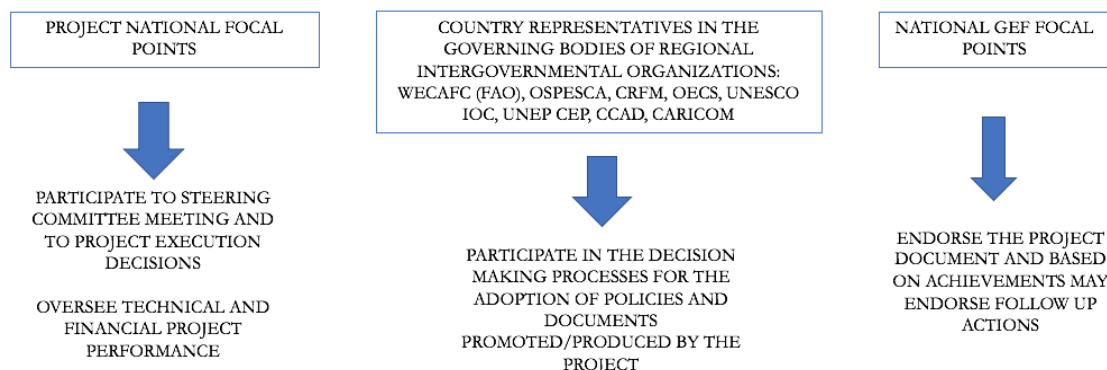 PROJECT NATIONAL FOCAL
POINTS
PARTICIPATE TO STEERING
COMMITTEE MEETING AND
TO PROJECT EXECUTION
DECISIONS
OVERSEE TECHNICAL AND
FINANCIAL PROJECT
PERFORMANCE
COUNTRY REPRESENTATIVES IN THE
GOVERNING BODIES OF REGIONAL
INTERGOVERNMENTAL ORGANIZATIONS:
WECAFC (FAO), OSPESCA, CRFM, OECS, UNESCO
IOC, UNEP CEP, CCAD, CARICOM
PARTICIPATE IN THE DECISION
MAKING PROCESSES FOR THE
ADOPTION OF POLICIES AND
DOCUMENTS
PROMOTED/PRODUCED BY THE
PROJECT
NATIONAL GEF FOCAL
POINTS
ENDORSE THE PROJECT
DOCUMENT AND BASED
ON ACHIEVEMENTS MAY
ENDORSE FOLLOW UP
ACTIONS